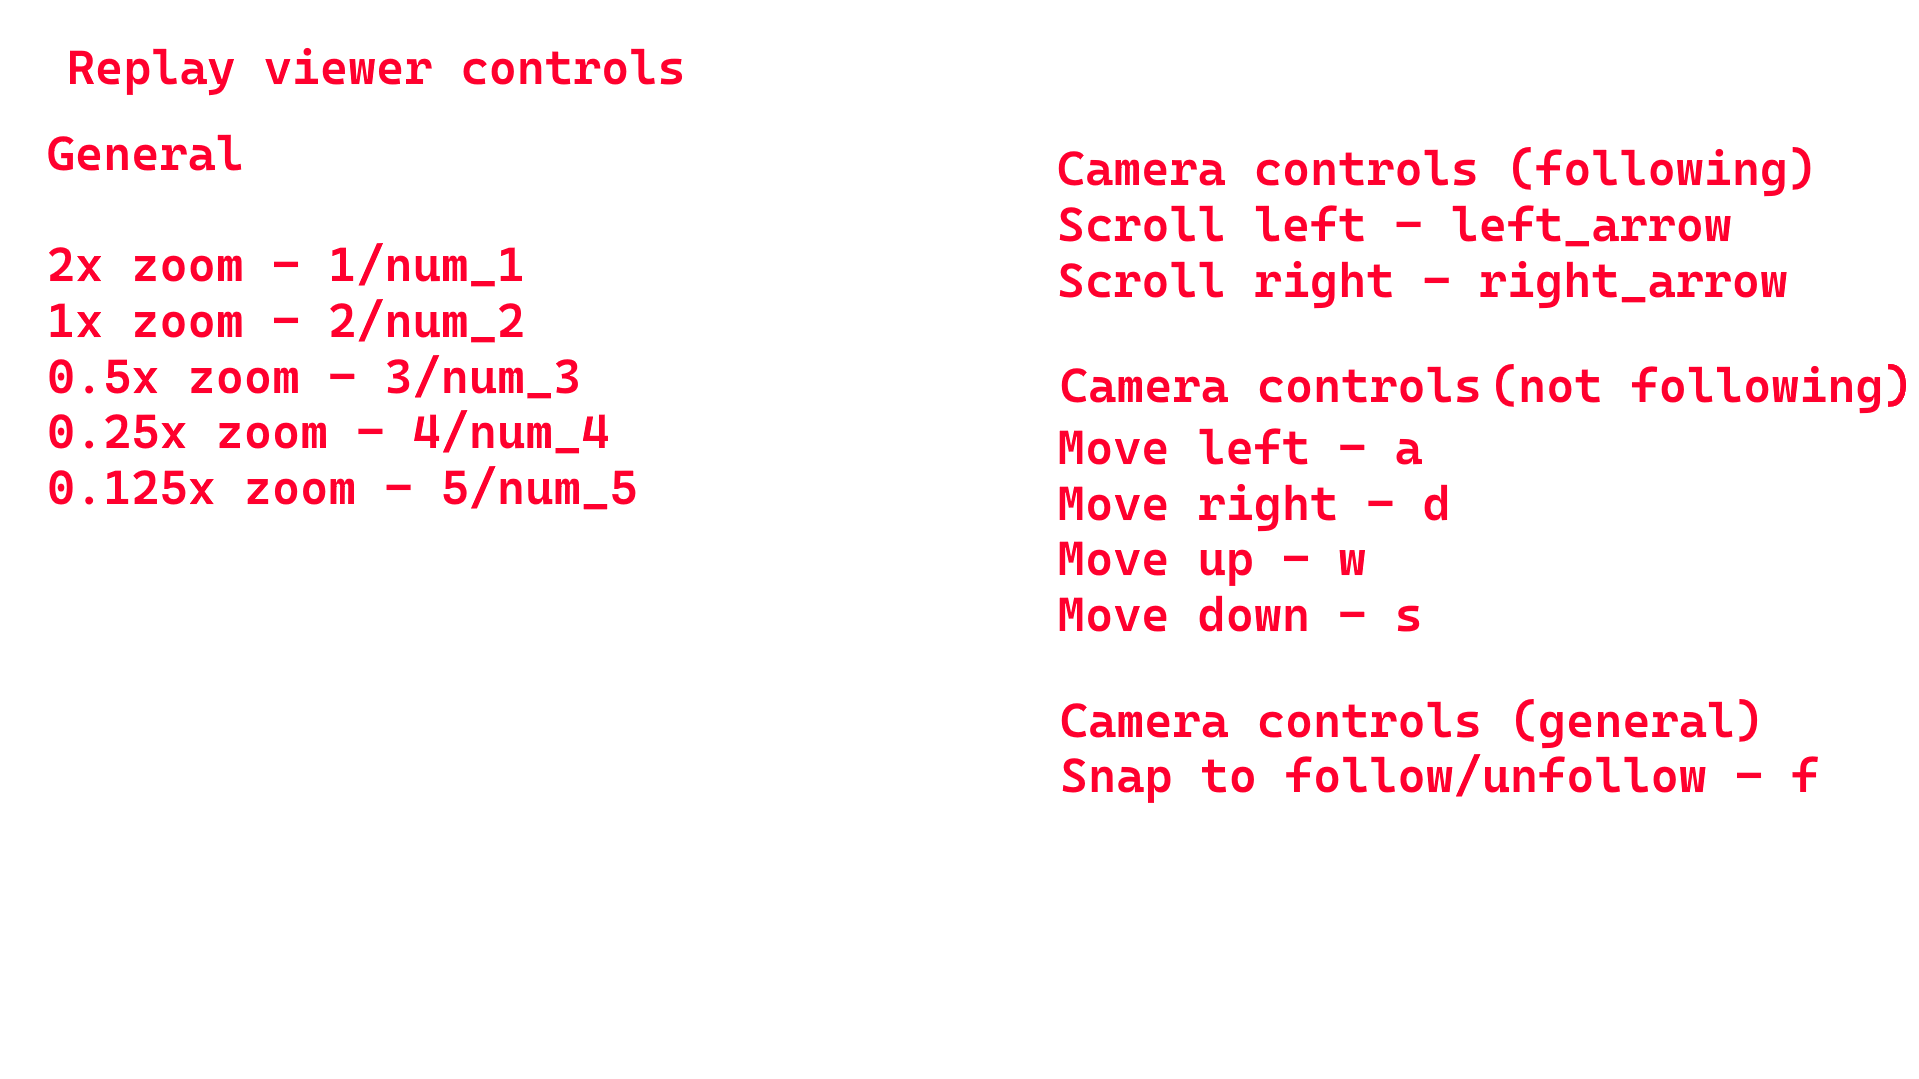 Replay viewer controls
General
2x zoom - 1/num_1
1x zoom - 2/num_2
0.5x zoom - 3/num_3
0.25x zoom - 4/num_4
0.125x zoom - 5/num_5
Camera controls (following)
Scroll left - left_arrow
Scroll right - right_arrow
Camera controls (not following)
Move left - a
Move right - d
Move up - w
Move down - s
Camera controls (general)
Snap to follow/unfollow - f